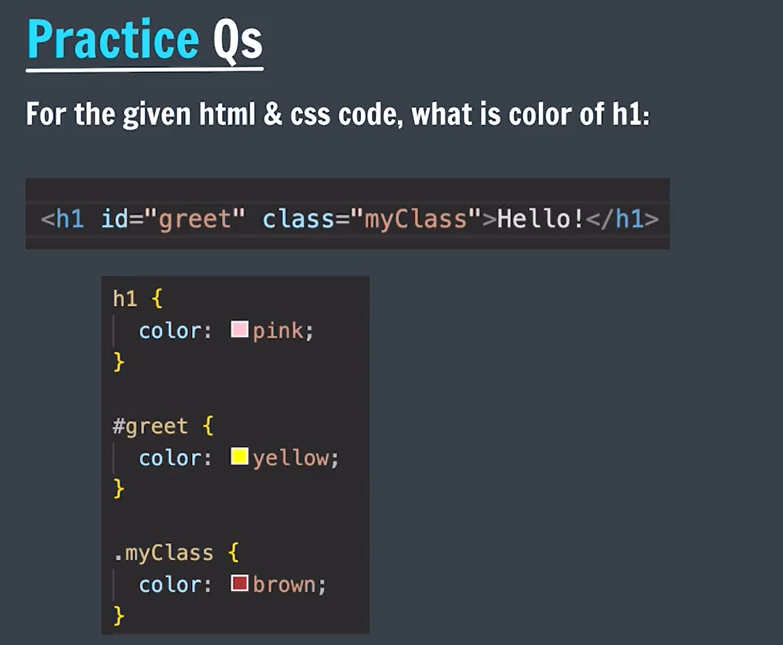 Practice Qs
For the given html & css code, what is color of h1:
<h1 id="greet" class="myClass">Hello!</h1>
h1 {
color: pink;
}
#greet {
color: yellow;
}
.myClass {
color: brown;
}